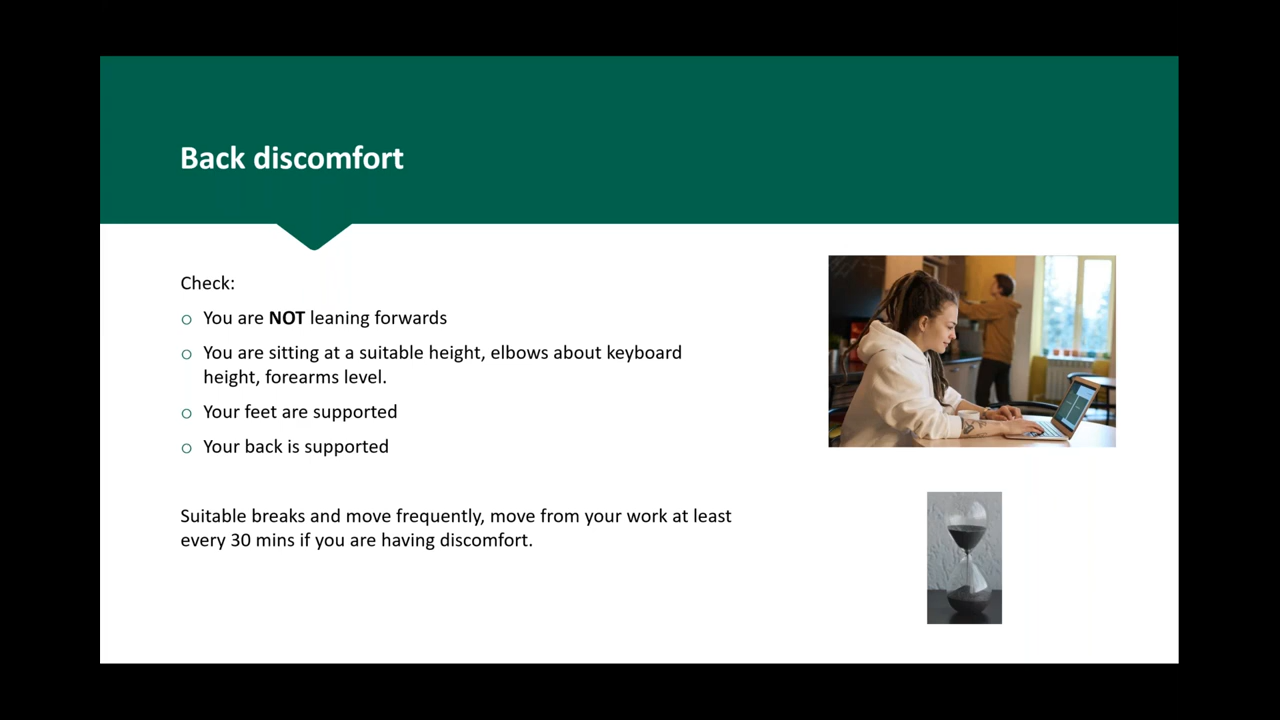 Back discomfort
Check:
You are NOT leaning forwards
You are sitting at a suitable height, elbows about keyboard
height, forearms level.
Your feet are supported
Your back is supported
Suitable breaks and move frequently, move from your work at least
every 30 mins if you are having discomfort.